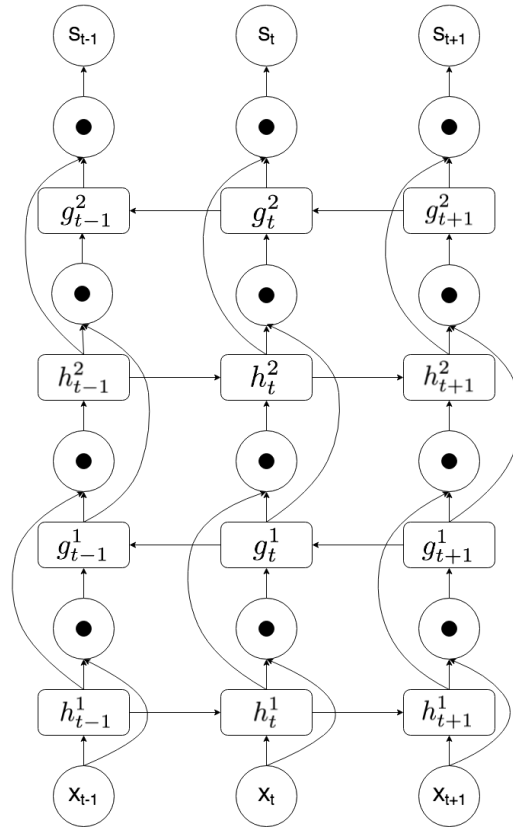 S_{t-1} S_t S_{t+1}
g^2_{t-1} g^2_t g^2_{t+1}
h^2_{t-1} h^2_t h^2_{t+1}
g^1_{t-1} g^1_t g^1_{t+1}
h^1_{t-1} h^1_t h^1_{t+1}
X_{t-1} X_t X_{t+1}